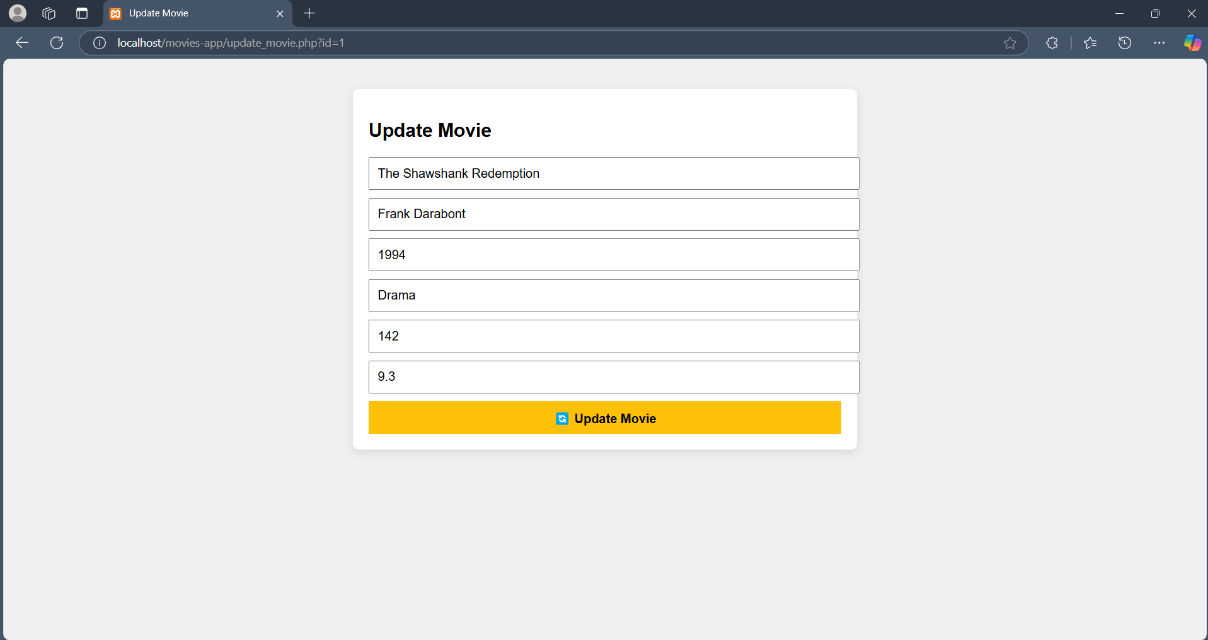 Update Movie
localhost/movies-app/update_movie.php?id=1
Update Movie
The Shawshank Redemption
Frank Darabont
1994
Drama
142
9.3
Update Movie